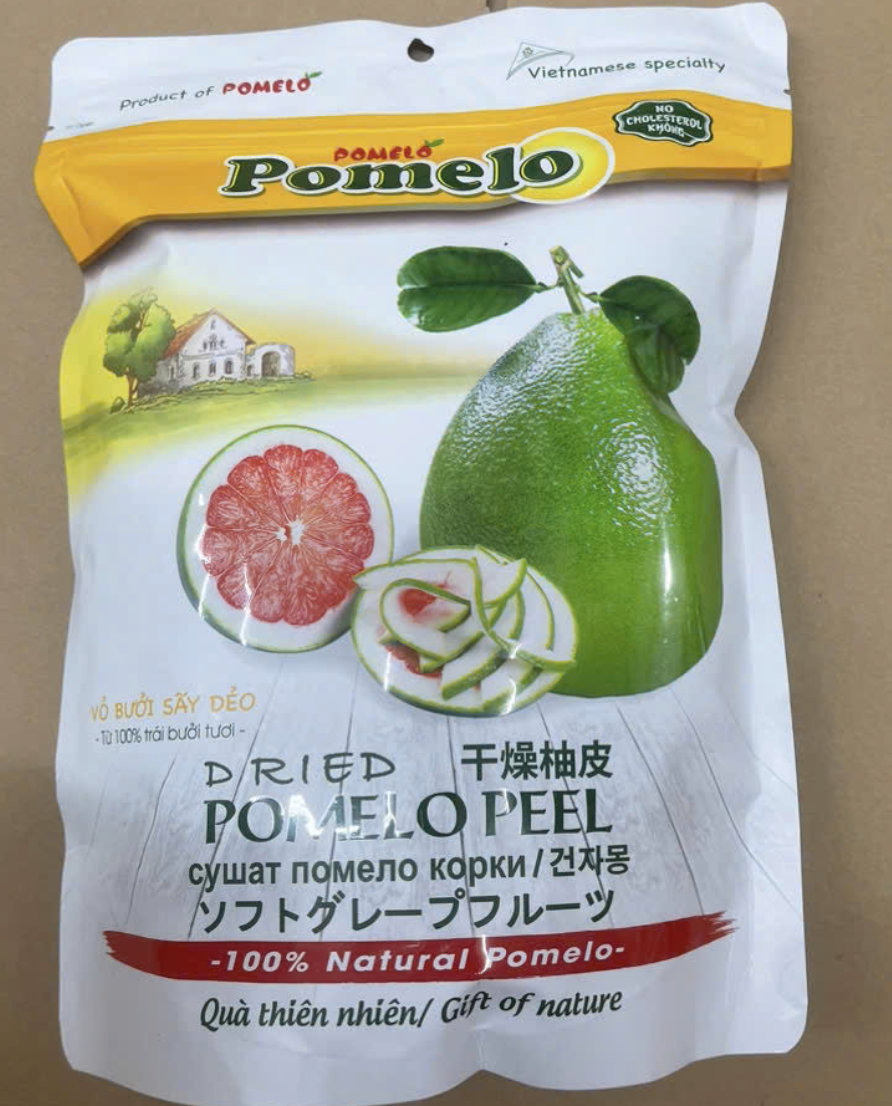 Product of POMELO
Vietnamese specialty
NO
CHOLESTEROL
KHÔNG
POMELO
Pomelo
VỎ BƯỞI SẤY DẺO
-Từ 100% trái bưởi tươi-
DRIED 干燥柚皮
POMELO PEEL
сушат помело корки/건자몽
ソフトグレープフルーツ
-100% Natural Pomelo-
Quà thiên nhiên/ Gift of nature